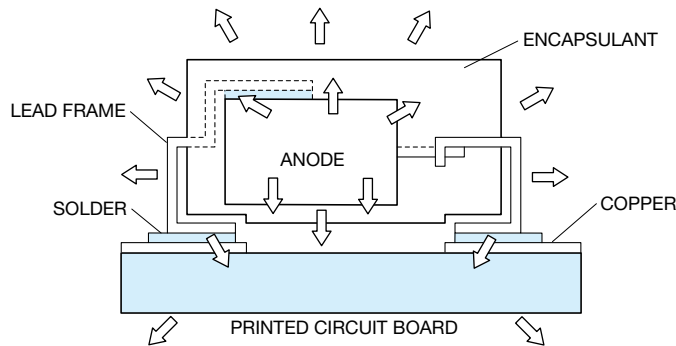 ENCAPSULANT
LEAD FRAME
ANODE
SOLDER
COPPER
PRINTED CIRCUIT BOARD